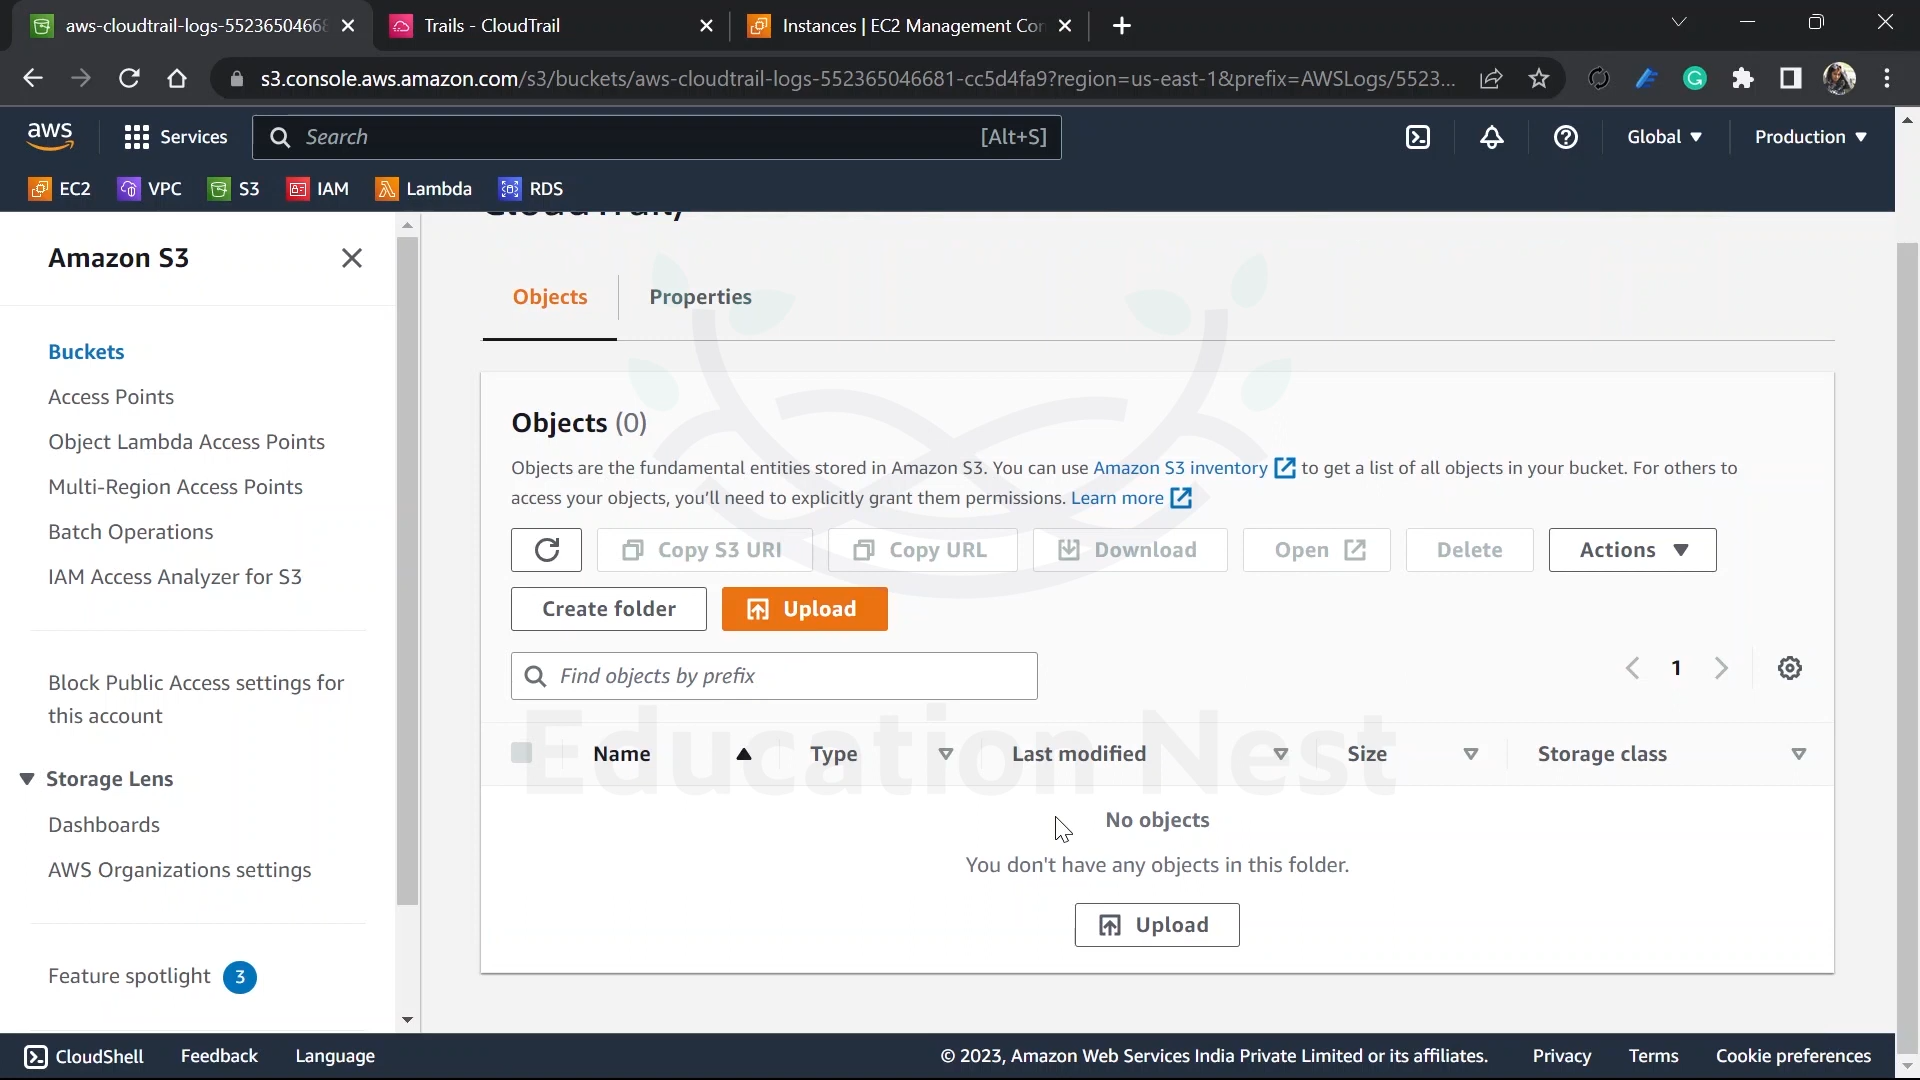 aws-cloudtrail-logs-5523650466
Trails - CloudTrail
Instances | EC2 Management Con
s3.console.aws.amazon.com/s3/buckets/aws-cloudtrail-logs-552365046681-cc5d4fa9?region=us-east-1&prefix=AWSLogs/5523...
aws
Services
Search
[Alt+S]
Global
Production
EC2
VPC
S3
IAM
Lambda
RDS
Amazon S3
Buckets
Access Points
Object Lambda Access Points
Multi-Region Access Points
Batch Operations
IAM Access Analyzer for S3
Block Public Access settings for
this account
Storage Lens
Dashboards
AWS Organizations settings
Feature spotlight 3
CloudTrail/
Objects
Properties
Objects (0)
Objects are the fundamental entities stored in Amazon S3. You can use Amazon S3 inventory to get a list of all objects in your bucket. For others to
access your objects, you'll need to explicitly grant them permissions. Learn more
Copy S3 URI
Copy URL
Download
Open
Delete
Actions
Create folder
Upload
Find objects by prefix
1
Name
Type
Last modified
Size
Storage class
Education Nest
No objects
You don't have any objects in this folder.
Upload
CloudShell
Feedback
Language
© 2023, Amazon Web Services India Private Limited or its affiliates.
Privacy
Terms
Cookie preferences